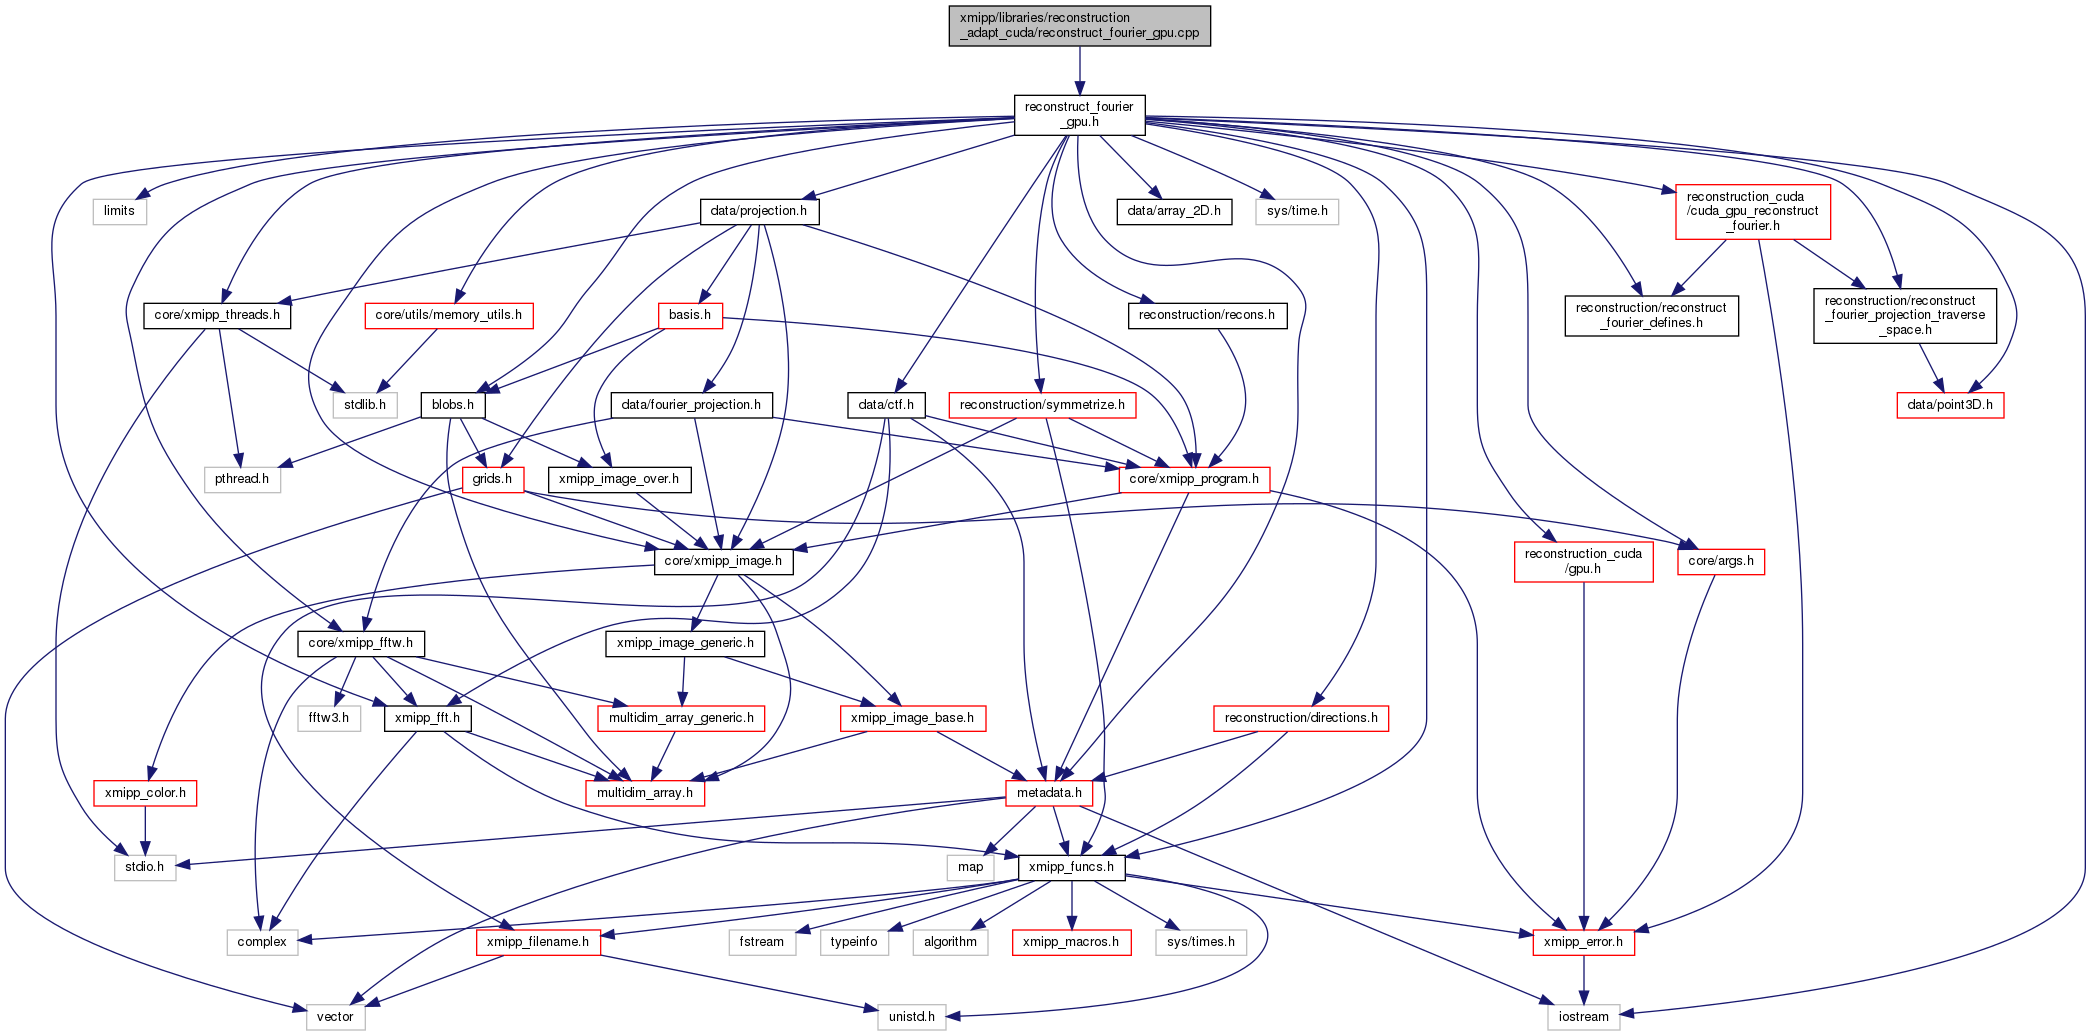 xmipp/libraries/reconstruction
_adapt_cuda/reconstruct_fourier_gpu.cpp
reconstruct_fourier
_gpu.h
limits
data/projection.h
data/array_2D.h
sys/time.h
reconstruction_cuda
/cuda_gpu_reconstruct
_fourier.h
core/xmipp_threads.h
core/utils/memory_utils.h
basis.h
reconstruction/recons.h
reconstruction/reconstruct
_fourier_defines.h
reconstruction/reconstruct
_fourier_projection_traverse
_space.h
stdlib.h
blobs.h
data/fourier_projection.h
data/ctf.h
reconstruction/symmetrize.h
data/point3D.h
pthread.h
grids.h
xmipp_image_over.h
core/xmipp_program.h
core/xmipp_image.h
reconstruction_cuda
/gpu.h
core/args.h
core/xmipp_fftw.h
xmipp_image_generic.h
fftw3.h
xmipp_fft.h
multidim_array_generic.h
xmipp_image_base.h
reconstruction/directions.h
xmipp_color.h
multidim_array.h
metadata.h
stdio.h
map
xmipp_funcs.h
complex
xmipp_filename.h
fstream
typeinfo
algorithm
xmipp_macros.h
sys/times.h
xmipp_error.h
vector
unistd.h
iostream